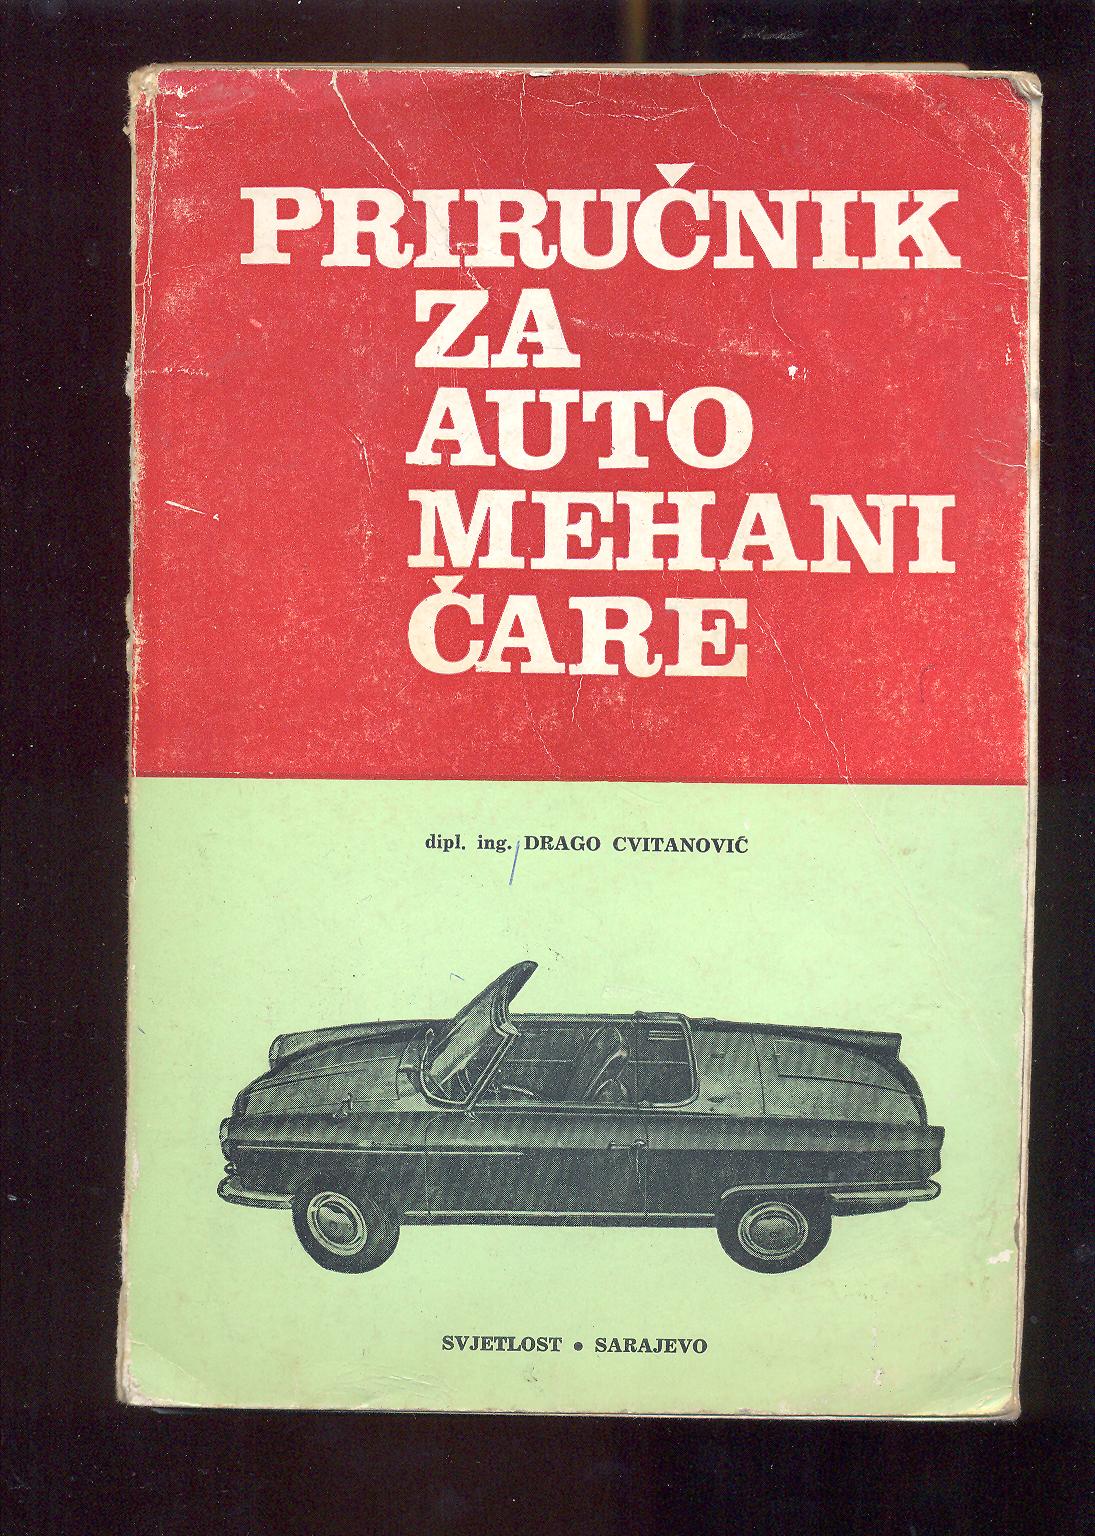 PRIRUČNIK
ZA
AUTO
MEHANI
ČARE
dipl. ing. DRAGO CVITANOVIĆ
SVJETLOST • SARAJEVO